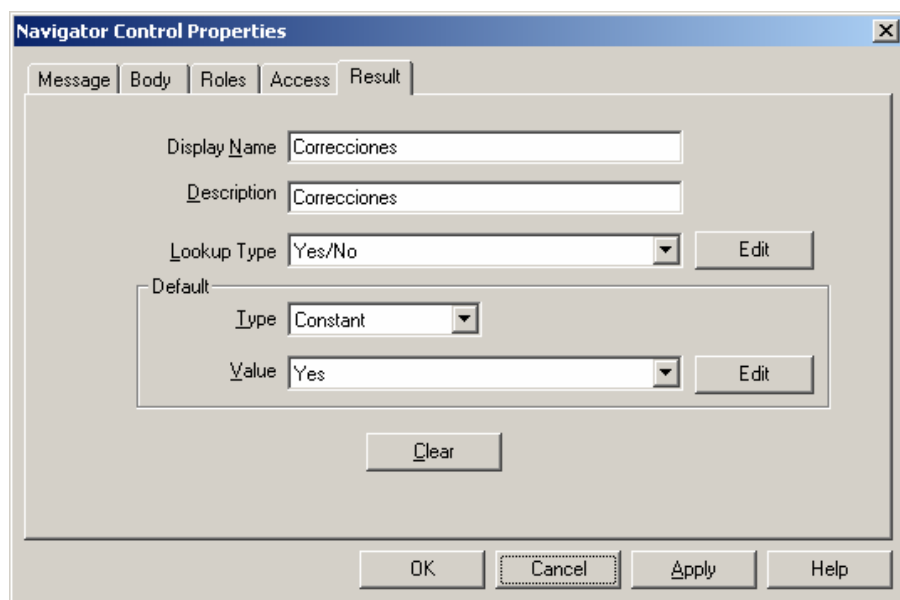 Navigator Control Properties
Message Body Roles Access Result
Display Name Correcciones
Description Correcciones
Lookup Type Yes/No Edit
Default
Type Constant
Value Yes Edit
Clear
OK Cancel Apply Help